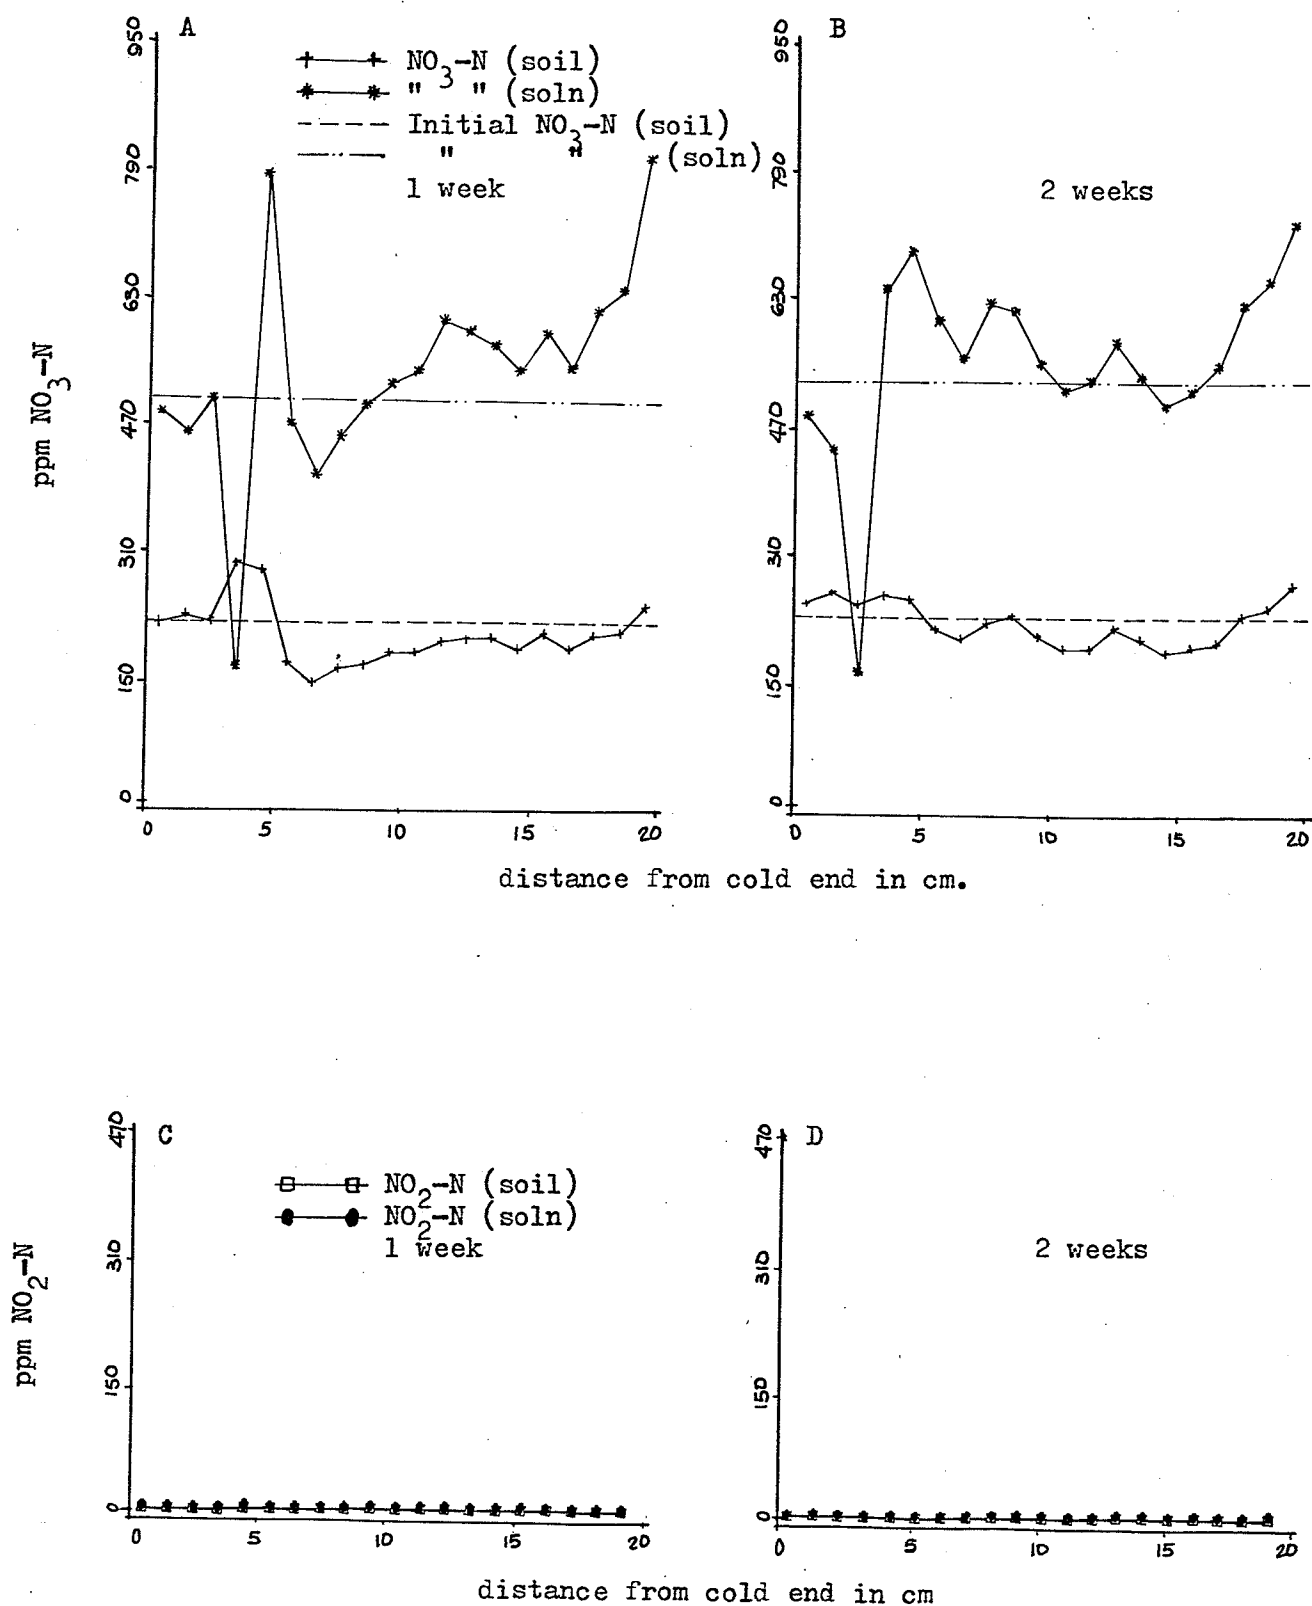 A
950
790
630
470
310
150
0
ppm NO3-N
NO3-N (soil)
" " (soln)
Initial NO3-N (soil)
" " (soln)
1 week
0 5 10 15 20
B
950
790
630
470
310
150
0
2 weeks
0 5 10 15 20
distance from cold end in cm.
C
470
310
150
0
ppm NO2-N
NO2-N (soil)
NO2-N (soln)
1 week
0 5 10 15 20
D
470
310
150
0
2 weeks
0 5 10 15 20
distance from cold end in cm